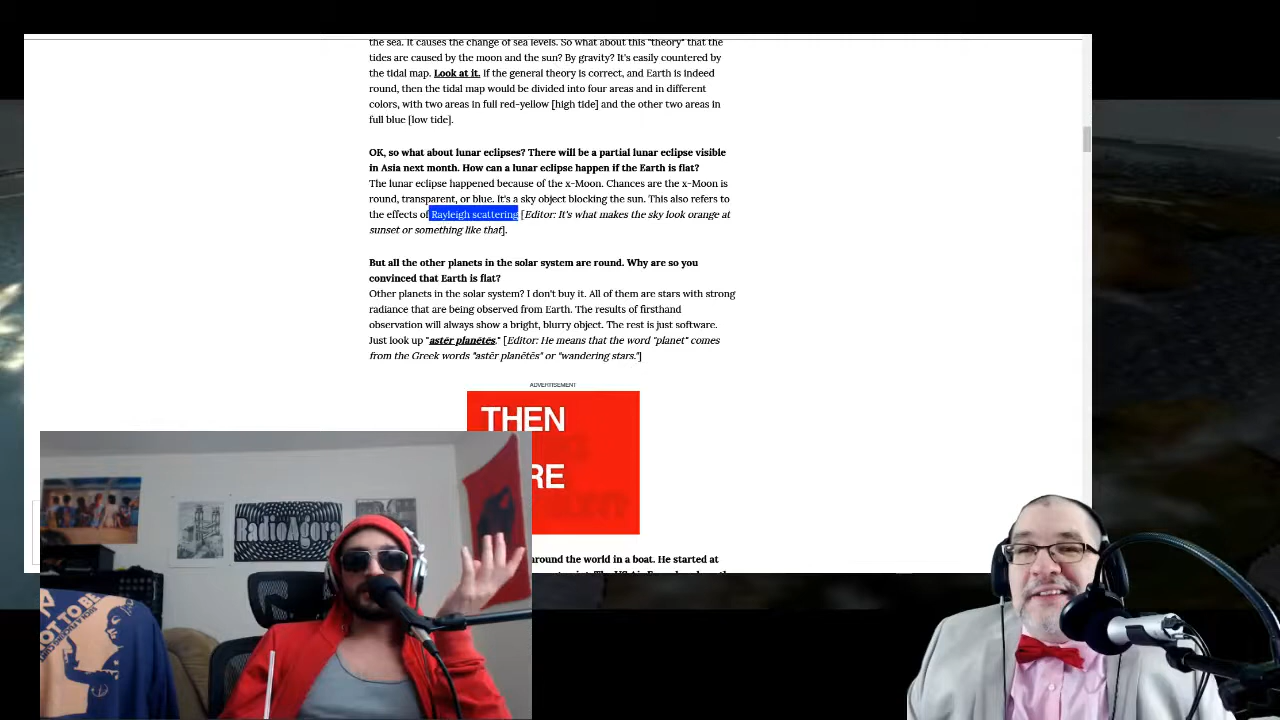 the sea. It causes the change of sea levels. So what about this "theory" that the
tides are caused by the moon and the sun? By gravity? It's easily countered by
the tidal map. Look at it. If the general theory is correct, and Earth is indeed
round, then the tidal map would be divided into four areas and in different
colors, with two areas in full red-yellow [high tide] and the other two areas in
full blue [low tide].
OK, so what about lunar eclipses? There will be a partial lunar eclipse visible
in Asia next month. How can a lunar eclipse happen if the Earth is flat?
The lunar eclipse happened because of the x-Moon. Chances are the x-Moon is
round, transparent, or blue. It's a sky object blocking the sun. This also refers to
the effects of Rayleigh scattering [Editor: It's what makes the sky look orange at
sunset or something like that].
But all the other planets in the solar system are round. Why are so you
convinced that Earth is flat?
Other planets in the solar system? I don't buy it. All of them are stars with strong
radiance that are being observed from Earth. The results of firsthand
observation will always show a bright, blurry object. The rest is just software.
Just look up "astēr planētēs." [Editor: He means that the word "planet" comes
from the Greek words "astēr planētēs" or "wandering stars."]
ADVERTISEMENT
THEN
RE
around the world in a boat. He started at
RadioAgora
NOT TO BE